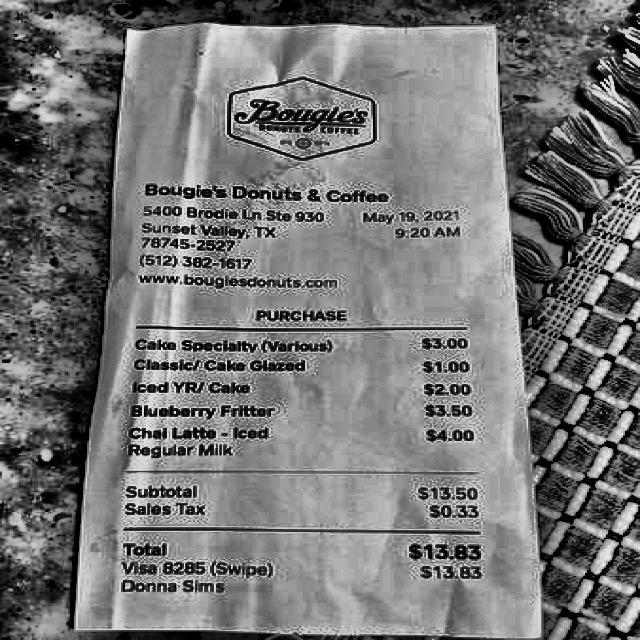 Bougie's
DONUTS & COFFEE
Bougie's Donuts & Coffee
5400 Brodie Ln Ste 930 May 19, 2021
Sunset Valley, TX 9:20 AM
78745-2527
(512) 382-1617
www.bougiesdonuts.com
PURCHASE
Cake Specialty (Various) $3.00
Classic/ Cake Glazed $1.00
Iced YR/ Cake $2.00
Blueberry Fritter $3.50
Chai Latte - Iced $4.00
Regular Milk
Subtotal $13.50
Sales Tax $0.33
Total $13.83
Visa 8285 (Swipe) $13.83
Donna Sims